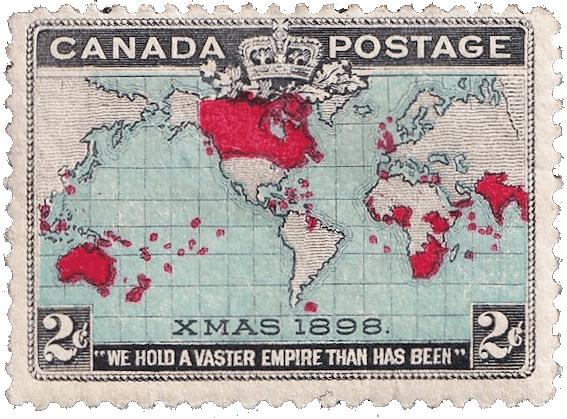 CANADA POSTAGE
XMAS 1898.
2¢ 2¢
"WE HOLD A VASTER EMPIRE THAN HAS BEEN"